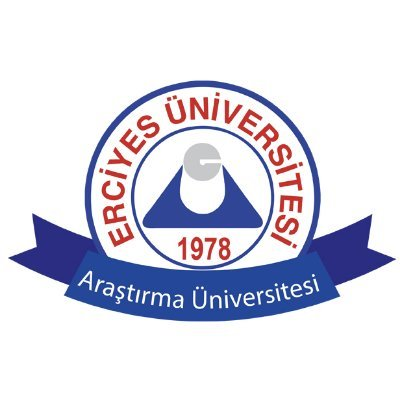 ERCİYES ÜNİVERSİTESİ
1978
Araştırma Üniversitesi